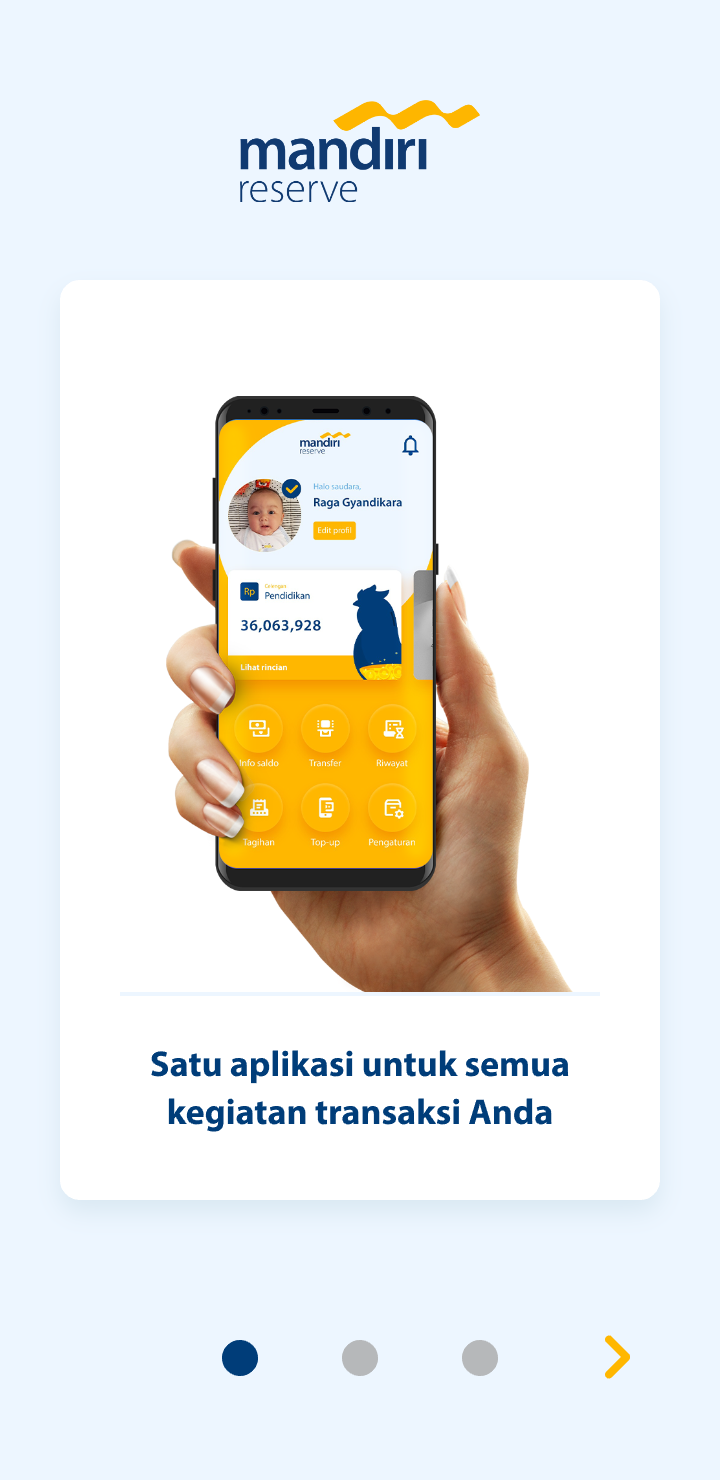 mandiri
reserve
mandiri
reserve
Halo saudara,
Raga Gyandikara
Edit profil
Rp
Celengan
Pendidikan
36,063,928
Lihat rincian
Info saldo
Transfer
Riwayat
Tagihan
Top-up
Pengaturan
Satu aplikasi untuk semua
kegiatan transaksi Anda